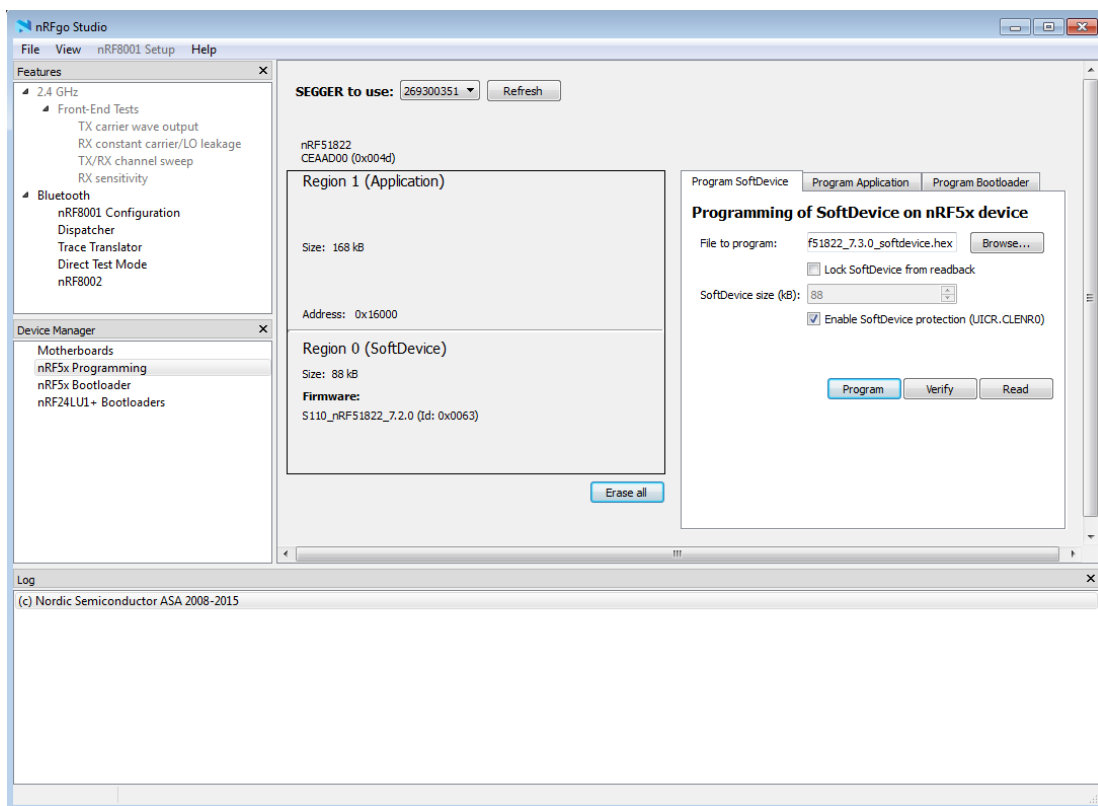 nRFgo Studio
File View nRF8001 Setup Help
Features
2.4 GHz
Front-End Tests
TX carrier wave output
RX constant carrier/LO leakage
TX/RX channel sweep
RX sensitivity
Bluetooth
nRF8001 Configuration
Dispatcher
Trace Translator
Direct Test Mode
nRF8002
Device Manager
Motherboards
nRF5x Programming
nRF5x Bootloader
nRF24LU1+ Bootloaders
SEGGER to use: 269300351 Refresh
nRF51822
CEAAD00 (0x004d)
Region 1 (Application)
Size: 168 kB
Address: 0x16000
Region 0 (SoftDevice)
Size: 88 kB
Firmware:
S110_nRF51822_7.2.0 (Id: 0x0063)
Erase all
Program SoftDevice Program Application Program Bootloader
Programming of SoftDevice on nRF5x device
File to program: f51822_7.3.0_softdevice.hex Browse...
Lock SoftDevice from readback
SoftDevice size (kB): 88
Enable SoftDevice protection (UICR.CLENR0)
Program Verify Read
Log
(c) Nordic Semiconductor ASA 2008-2015